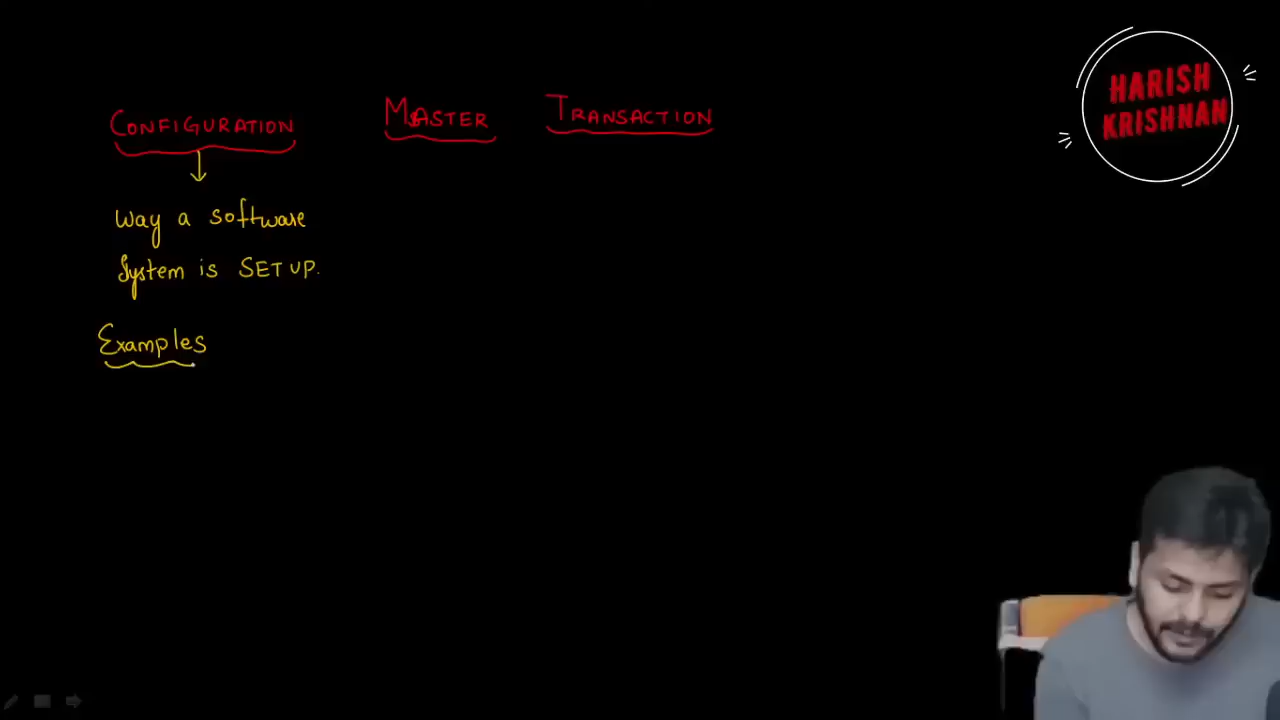 CONFIGURATION MASTER TRANSACTION
Way a software
System is SETUP.
Examples
HARISH
KRISHNAN